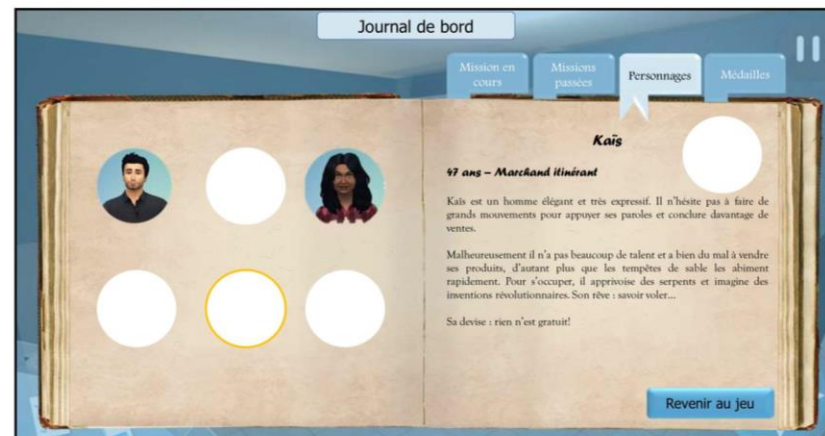 Journal de bord
Mission en
cours
Missions
passées
Personnages
Médailles
Kaïs
47 ans – Marchand itinérant
Kaïs est un homme élégant et très expressif. Il n'hésite pas à faire de
grands mouvements pour appuyer ses paroles et conclure davantage de
ventes.
Malheureusement il n'a pas beaucoup de talent et a bien du mal à vendre
ses produits, d'autant plus que les tempêtes de sable les abiment
rapidement. Pour s'occuper, il apprivoise des serpents et imagine des
inventions révolutionnaires. Son rêve : savoir voler...
Sa devise : rien n'est gratuit!
Revenir au jeu